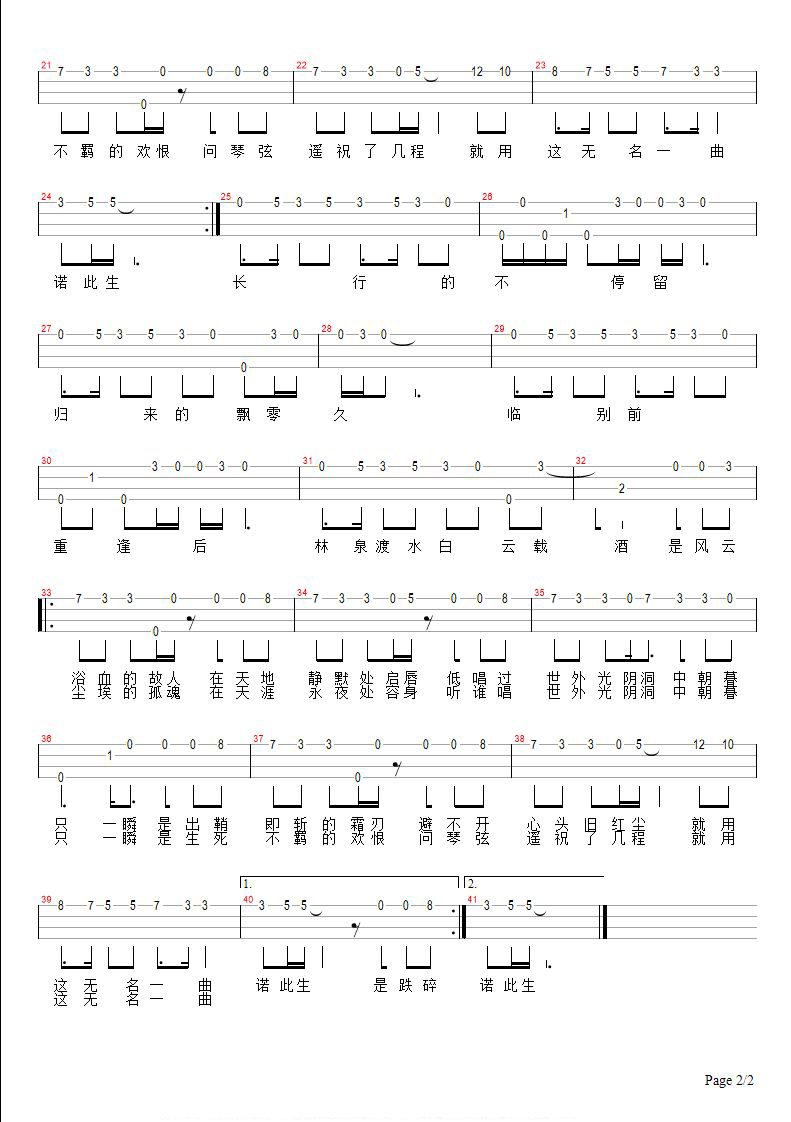 21 7 3 3 0 0 0 0 8 22 7 3 3 0 5 12 10 23 8 7 5 5 7 3 3
不 羁 的 欢 恨 问 琴 弦 遥 祝 了 几 程 就 用 这 无 名 一 曲
24 3 5 5 25 0 5 3 5 3 5 3 0 26 0 0 0 1 0 3 0 0 3 0
诺 此 生 长 行 的 不 停 留
27 0 5 3 5 3 0 0 3 0 28 0 3 0 29 0 5 3 5 3 5 3 0
归 来 的 飘 零 久 临 别 前
30 0 1 0 3 0 0 3 0 31 0 5 3 5 3 0 0 3 32 2 0 0 3
重 逢 后 林 泉 渡 水 白 云 载 酒 是 风 云
33 7 3 3 0 0 0 0 8 34 7 3 3 0 5 0 0 8 35 7 3 3 0 7 3 3 0
浴 血 的 故 人 在 天 地 静 默 处 启 唇 低 唱 过 世 外 光 阴 洞 中 朝 暮
尘 埃 的 孤 魂 在 天 涯 永 夜 处 容 身 听 谁 唱 世 外 光 阴 洞 中 朝 暮
36 0 1 0 0 0 8 37 7 3 3 0 0 0 0 8 38 7 3 3 0 5 12 10
只 一 瞬 是 出 鞘 即 斩 的 霜 刃 避 不 开 心 头 旧 红 尘 就 用
只 一 瞬 是 生 死 不 羁 的 欢 恨 问 琴 弦 遥 祝 了 几 程 就 用
1. 2.
39 8 7 5 5 7 3 3 40 3 5 5 0 0 8 41 3 5 5
这 无 名 一 曲 诺 此 生 是 跌 碎 诺 此 生
这 无 名 一 曲
Page 2/2